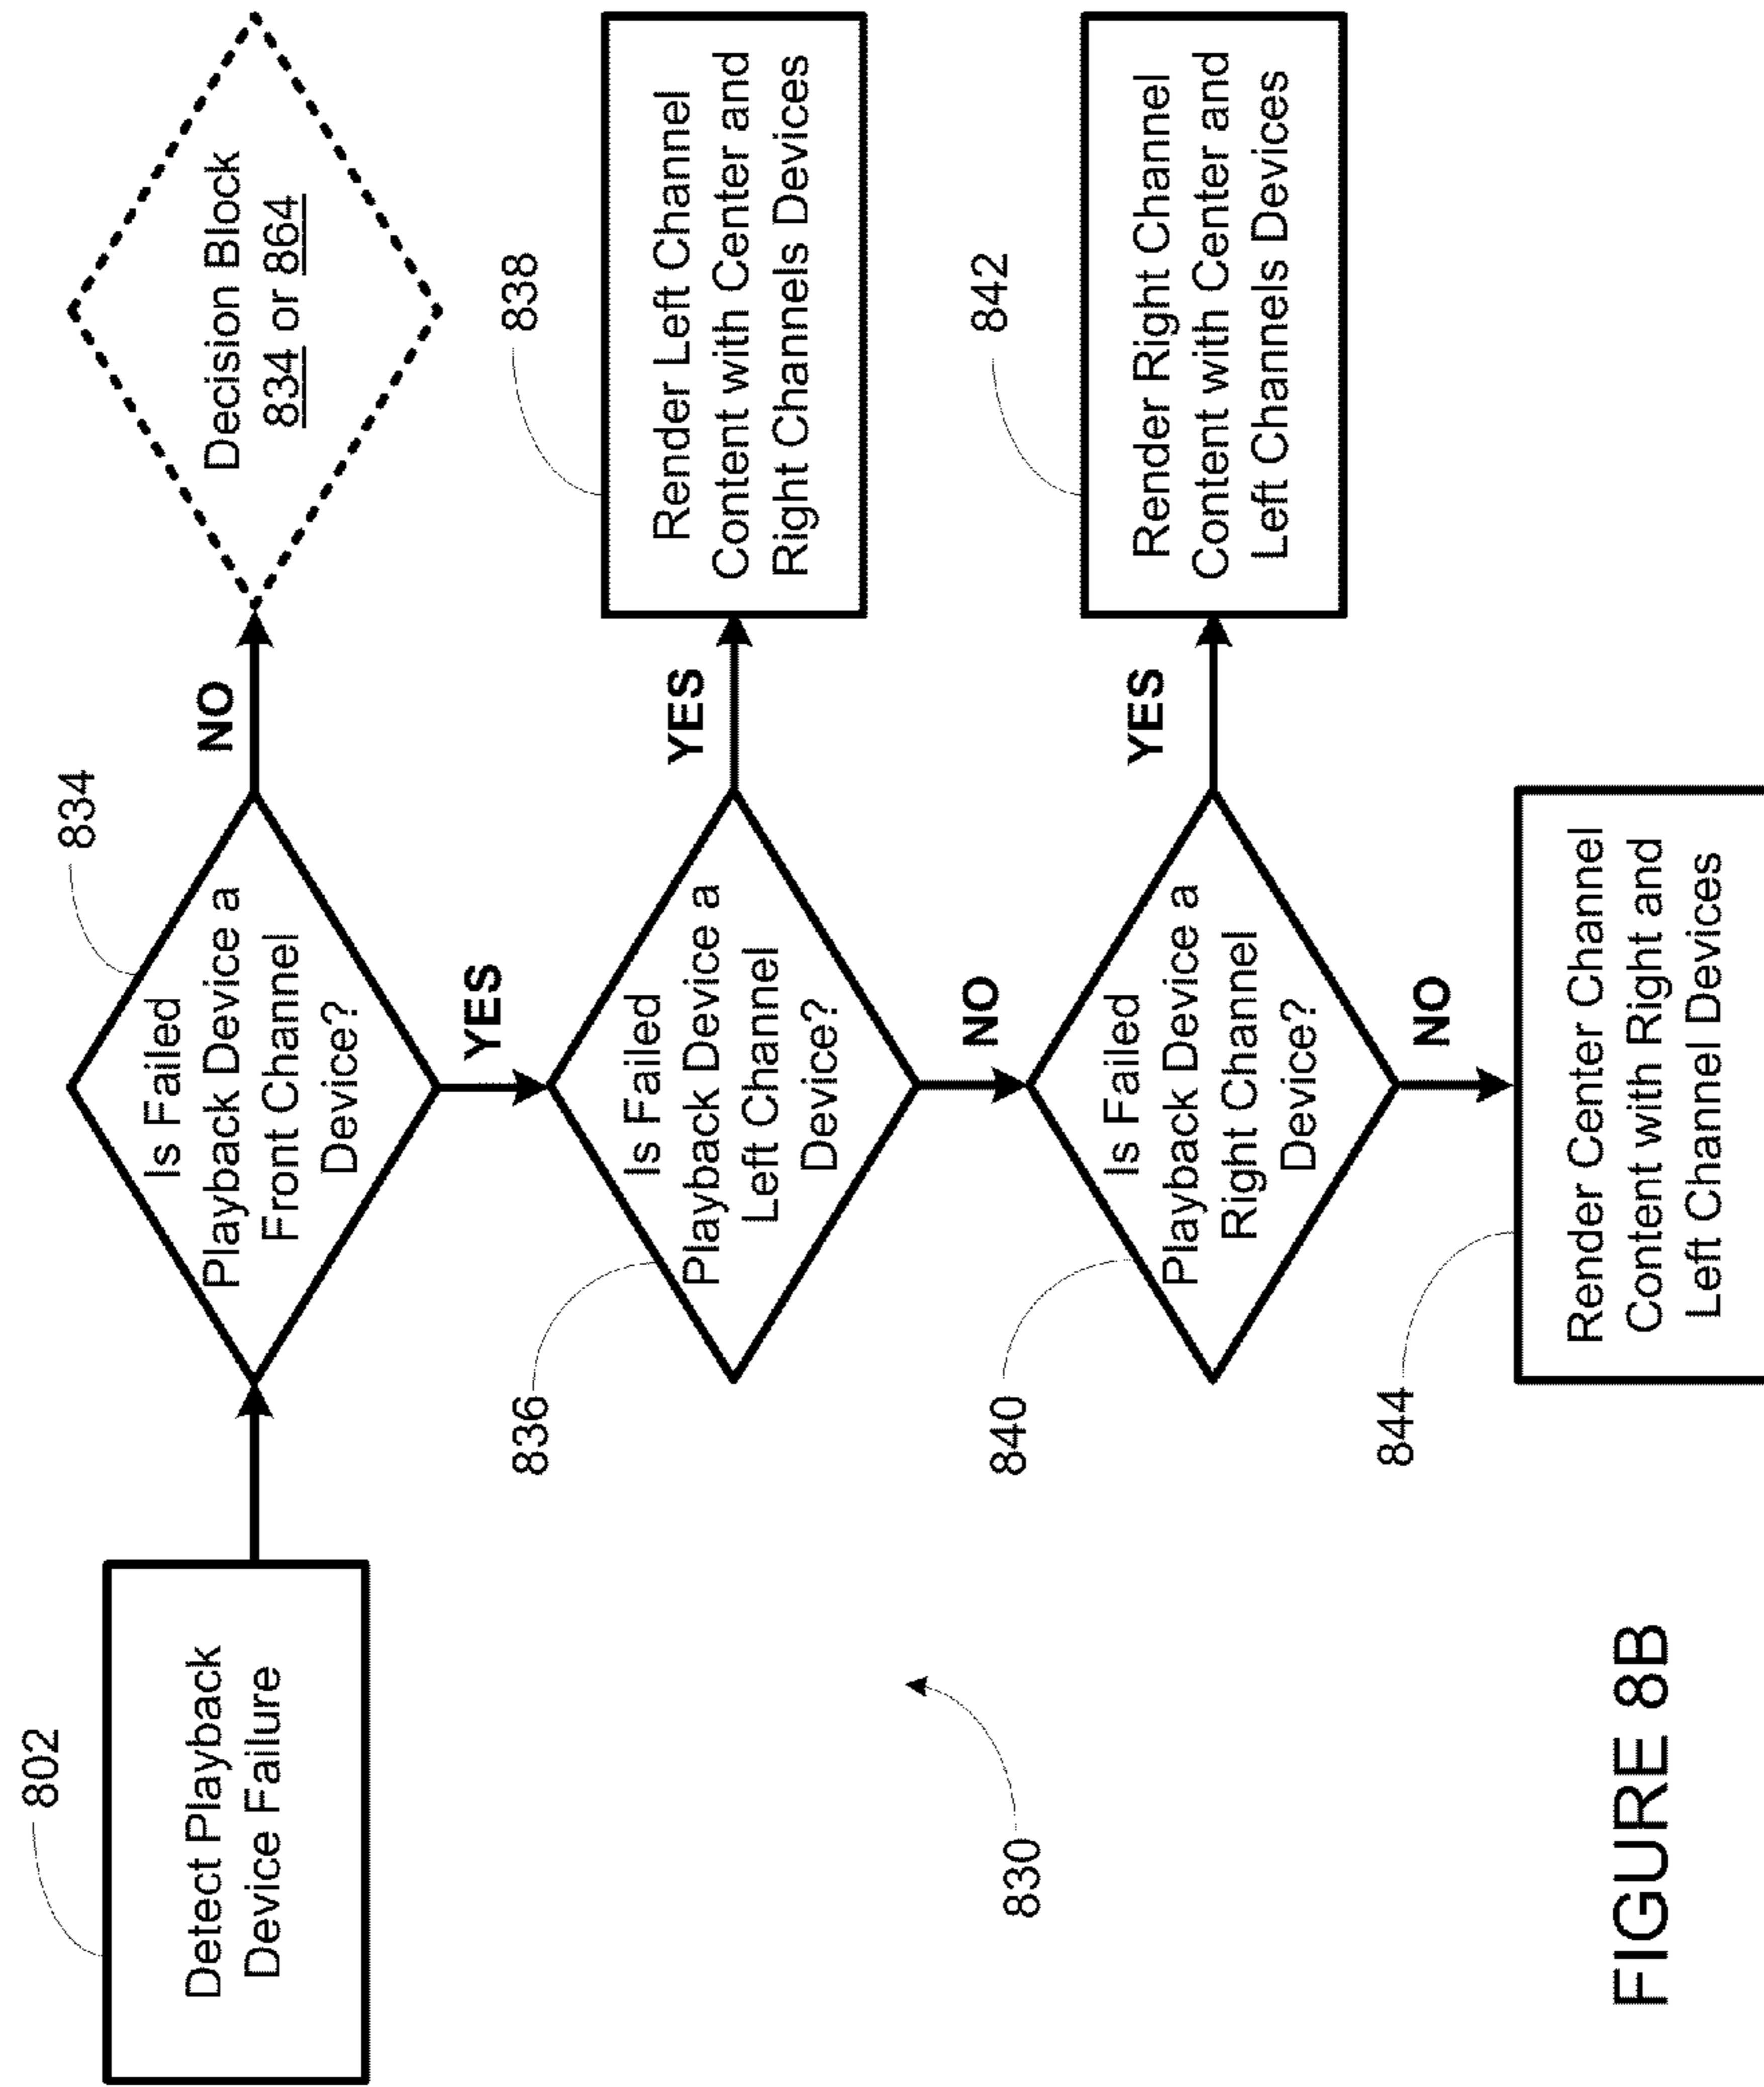 802
Detect Playback
Device Failure
834
Is Failed
Playback Device a
Front Channel
Device?
NO
Decision Block
834 or 864
YES
836
Is Failed
Playback Device a
Left Channel
Device?
YES
838
Render Left Channel
Content with Center and
Right Channels Devices
NO
840
Is Failed
Playback Device a
Right Channel
Device?
YES
842
Render Right Channel
Content with Center and
Left Channels Devices
NO
844
Render Center Channel
Content with Right and
Left Channel Devices
830
FIGURE 8B